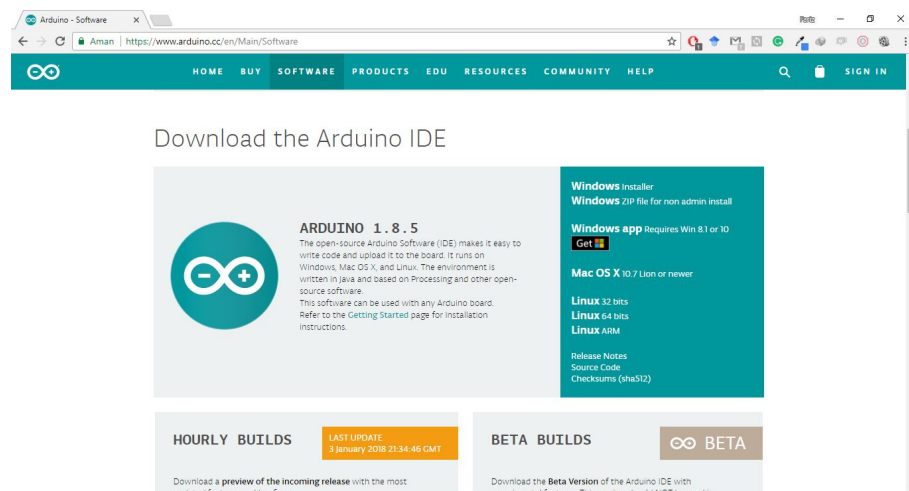 Arduino - Software
Aman https://www.arduino.cc/en/Main/Software
HOME BUY SOFTWARE PRODUCTS EDU RESOURCES COMMUNITY HELP SIGN IN
Download the Arduino IDE
ARDUINO 1.8.5
The open-source Arduino Software (IDE) makes it easy to
write code and upload it to the board. It runs on
Windows, Mac OS X, and Linux. The environment is
written in Java and based on Processing and other open-
source software.
This software can be used with any Arduino board.
Refer to the Getting Started page for Installation
instructions.
Windows Installer
Windows ZIP file for non admin install
Windows app Requires Win 8.1 or 10
Get
Mac OS X 10.7 Lion or newer
Linux 32 bits
Linux 64 bits
Linux ARM
Release Notes
Source Code
Checksums (sha512)
HOURLY BUILDS
LAST UPDATE
3 January 2018 21:34:46 GMT
Download a preview of the incoming release with the most
BETA BUILDS
BETA
Download the Beta Version of the Arduino IDE with